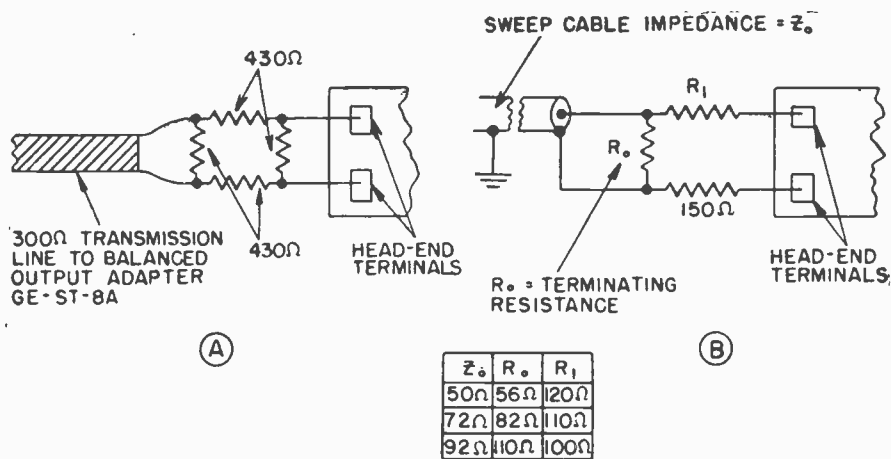 430Ω
430Ω
300Ω TRANSMISSION
LINE TO BALANCED
OUTPUT ADAPTER
GE-ST-8A
HEAD-END
TERMINALS
A
SWEEP CABLE IMPEDANCE = Z₀
R₁
R₀
150Ω
R₀ = TERMINATING
RESISTANCE
HEAD-END
TERMINALS
B
Z₀ R₀ R₁
50Ω 56Ω 120Ω
72Ω 82Ω 110Ω
92Ω 110Ω 100Ω